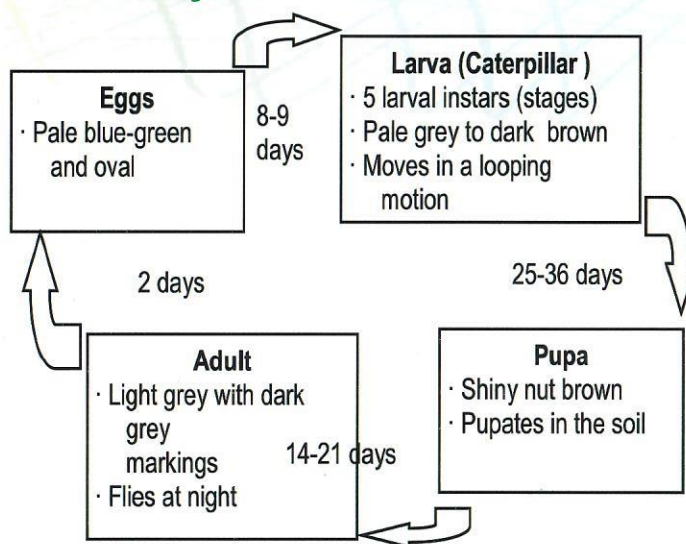 Eggs
· Pale blue-green
and oval
8-9
days
Larva (Caterpillar )
· 5 larval instars (stages)
· Pale grey to dark brown
· Moves in a looping
motion
25-36 days
Pupa
· Shiny nut brown
· Pupates in the soil
14-21 days
Adult
· Light grey with dark
grey
markings
· Flies at night
2 days